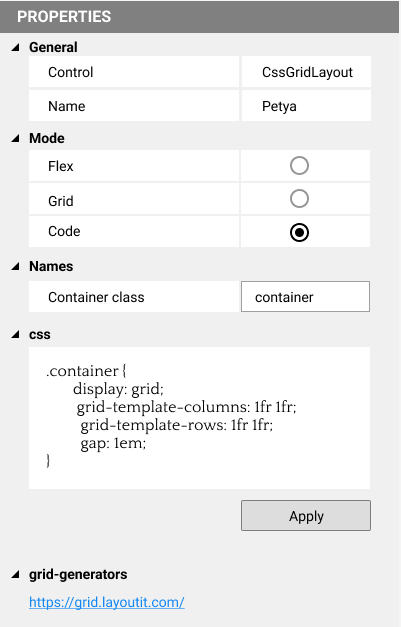 PROPERTIES
General
Control CssGridLayout
Name Petya
Mode
Flex
Grid
Code
Names
Container class container
css
.container {
display: grid;
grid-template-columns: 1fr 1fr;
grid-template-rows: 1fr 1fr;
gap: 1em;
}
Apply
grid-generators
https://grid.layoutit.com/